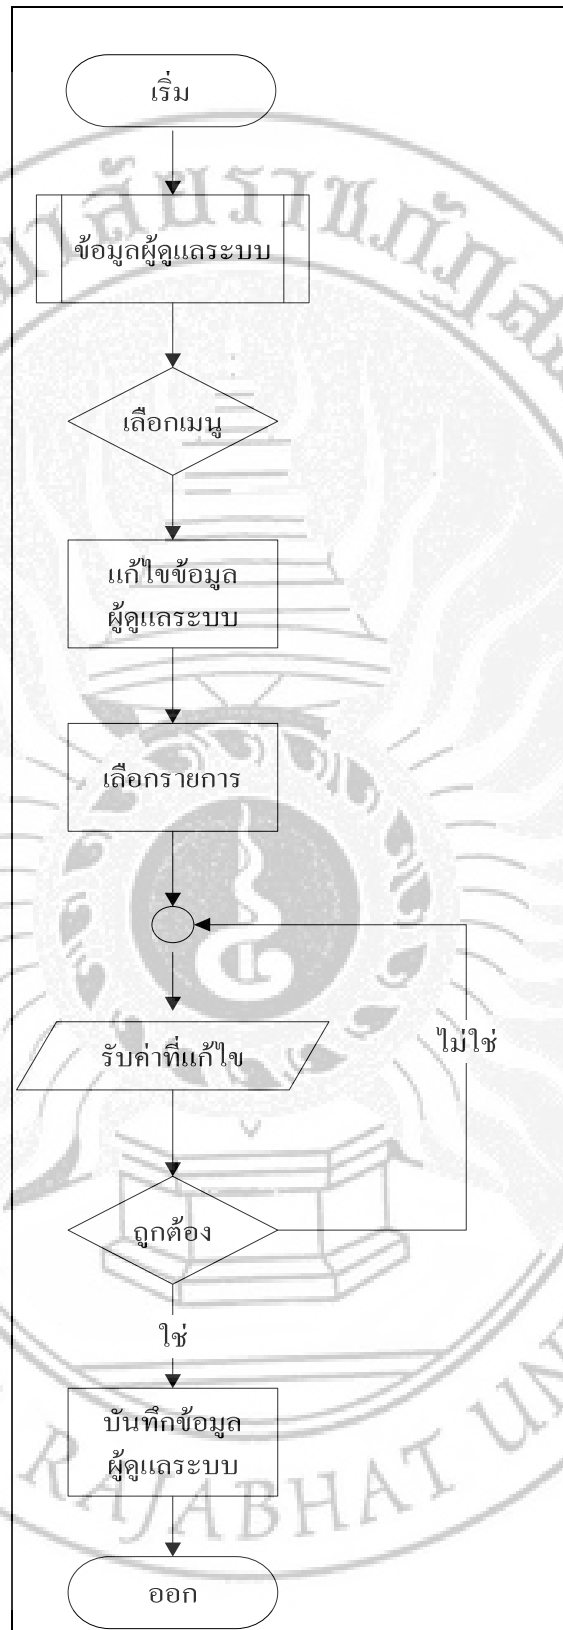 เริ่ม
ข้อมูลผู้ดูแลระบบ
เลือกเมนู
แก้ไขข้อมูล
ผู้ดูแลระบบ
เลือกรายการ
รับค่าที่แก้ไข
ไม่ใช่
ถูกต้อง
ใช่
บันทึกข้อมูล
ผู้ดูแลระบบ
ออก
RAJABHAT